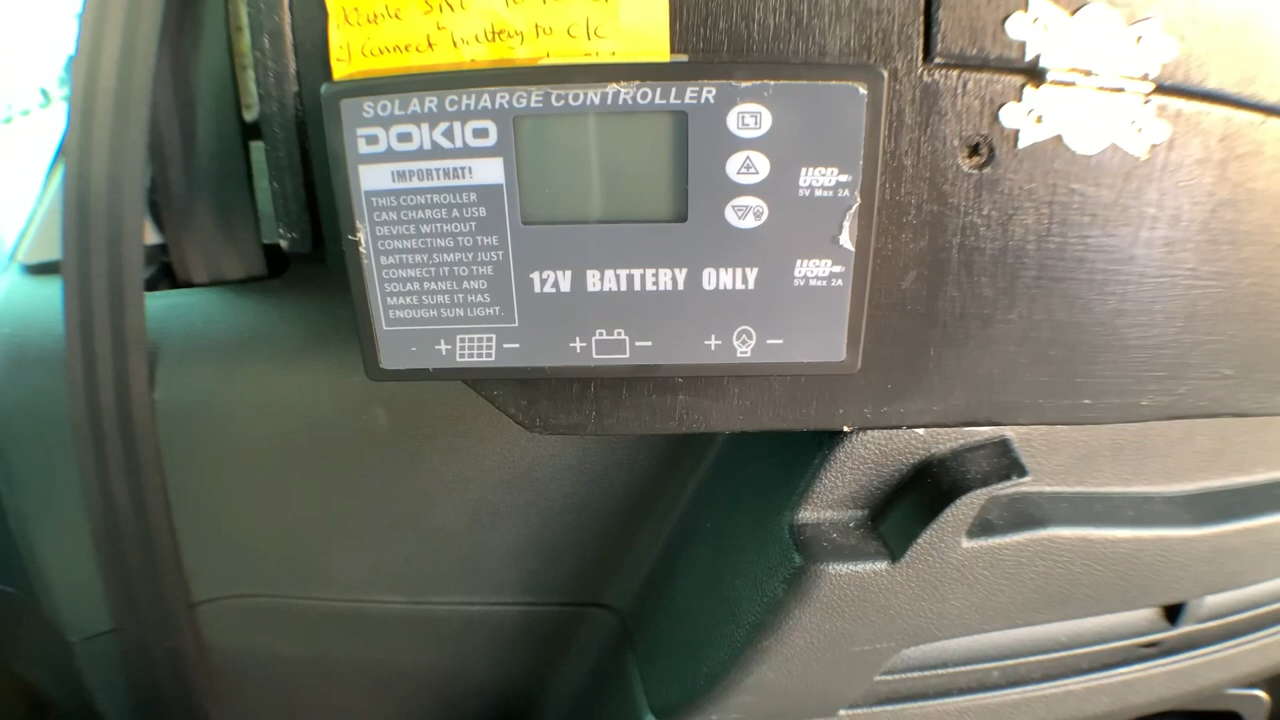 Connect battery to C/C
SOLAR CHARGE CONTROLLER
DOKIO
IMPORTNAT!
THIS CONTROLLER
CAN CHARGE A USB
DEVICE WITHOUT
CONNECTING TO THE
BATTERY,SIMPLY JUST
CONNECT IT TO THE
SOLAR PANEL AND
MAKE SURE IT HAS
ENOUGH SUN LIGHT.
12V BATTERY ONLY
USB
5V Max 2A
USB
5V Max 2A
+ −
+ −
+ −